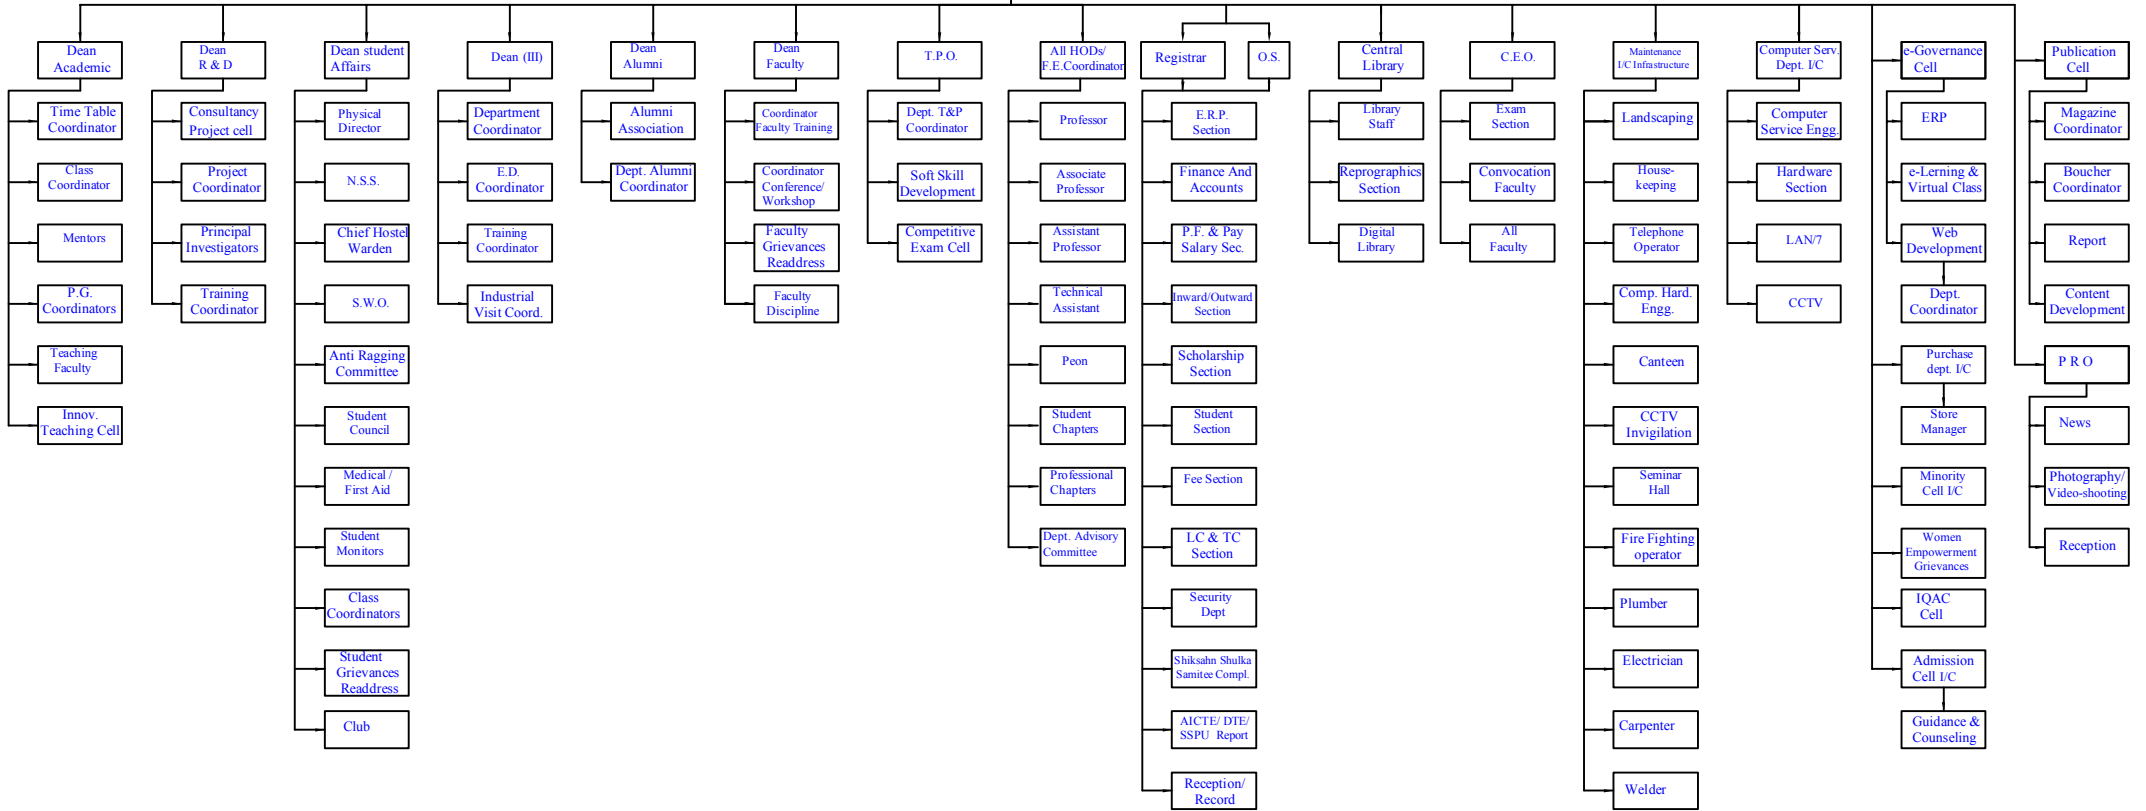 Dean
Academic
Time Table
Coordinator
Class
Coordinator
Mentors
P.G.
Coordinators
Teaching
Faculty
Innov.
Teaching Cell
Dean
R & D
Consultancy
Project cell
Project
Coordinator
Principal
Investigators
Training
Coordinator
Dean student
Affairs
Physical
Director
N.S.S.
Chief Hostel
Warden
S.W.O.
Anti Ragging
Committee
Student
Council
Medical /
First Aid
Student
Monitors
Class
Coordinators
Student
Grievances
Readdress
Club
Dean (III)
Department
Coordinator
E.D.
Coordinator
Training
Coordinator
Industrial
Visit Coord.
Dean
Alumni
Alumni
Association
Dept. Alumni
Coordinator
Dean
Faculty
Coordinator
Faculty Training
Coordinator
Conference/
Workshop
Faculty
Grievances
Readdress
Faculty
Discipline
T.P.O.
Dept. T&P
Coordinator
Soft Skill
Development
Competitive
Exam Cell
All HODs/
F.E.Coordinator
Professor
Associate
Professor
Assistant
Professor
Technical
Assistant
Peon
Student
Chapters
Professional
Chapters
Dept. Advisory
Committee
Registrar
O.S.
E.R.P.
Section
Finance And
Accounts
P.F. & Pay
Salary Sec.
Inward/Outward
Section
Scholarship
Section
Student
Section
Fee Section
LC & TC
Section
Security
Dept
Shiksahn Shulka
Samitee Compl.
AICTE/ DTE/
SSPU Report
Reception/
Record
Central
Library
Library
Staff
Reprographics
Section
Digital
Library
C.E.O.
Exam
Section
Convocation
Faculty
All
Faculty
Maintenance
I/C Infrastructure
Landscaping
House-
keeping
Telephone
Operator
Comp. Hard.
Engg.
Canteen
CCTV
Invigilation
Seminar
Hall
Fire Fighting
operator
Plumber
Electrician
Carpenter
Welder
Computer Serv.
Dept. I/C
Computer
Service Engg.
Hardware
Section
LAN/7
CCTV
e-Governance
Cell
ERP
e-Lerning &
Virtual Class
Web
Development
Dept.
Coordinator
Purchase
dept. I/C
Store
Manager
Minority
Cell I/C
Women
Empowerment
Grievances
IQAC
Cell
Admission
Cell I/C
Guidance &
Counseling
Publication
Cell
Magazine
Coordinator
Boucher
Coordinator
Report
Content
Development
P R O
News
Photography/
Video-shooting
Reception